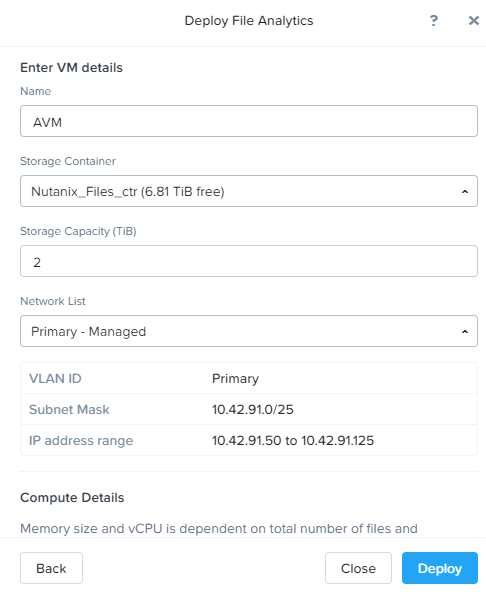 Deploy File Analytics
?
×
Enter VM details
Name
AVM
Storage Container
Nutanix_Files_ctr (6.81 TiB free)
Storage Capacity (TiB)
2
Network List
Primary - Managed
VLAN ID Primary
Subnet Mask 10.42.91.0/25
IP address range 10.42.91.50 to 10.42.91.125
Compute Details
Memory size and vCPU is dependent on total number of files and
Back Close Deploy